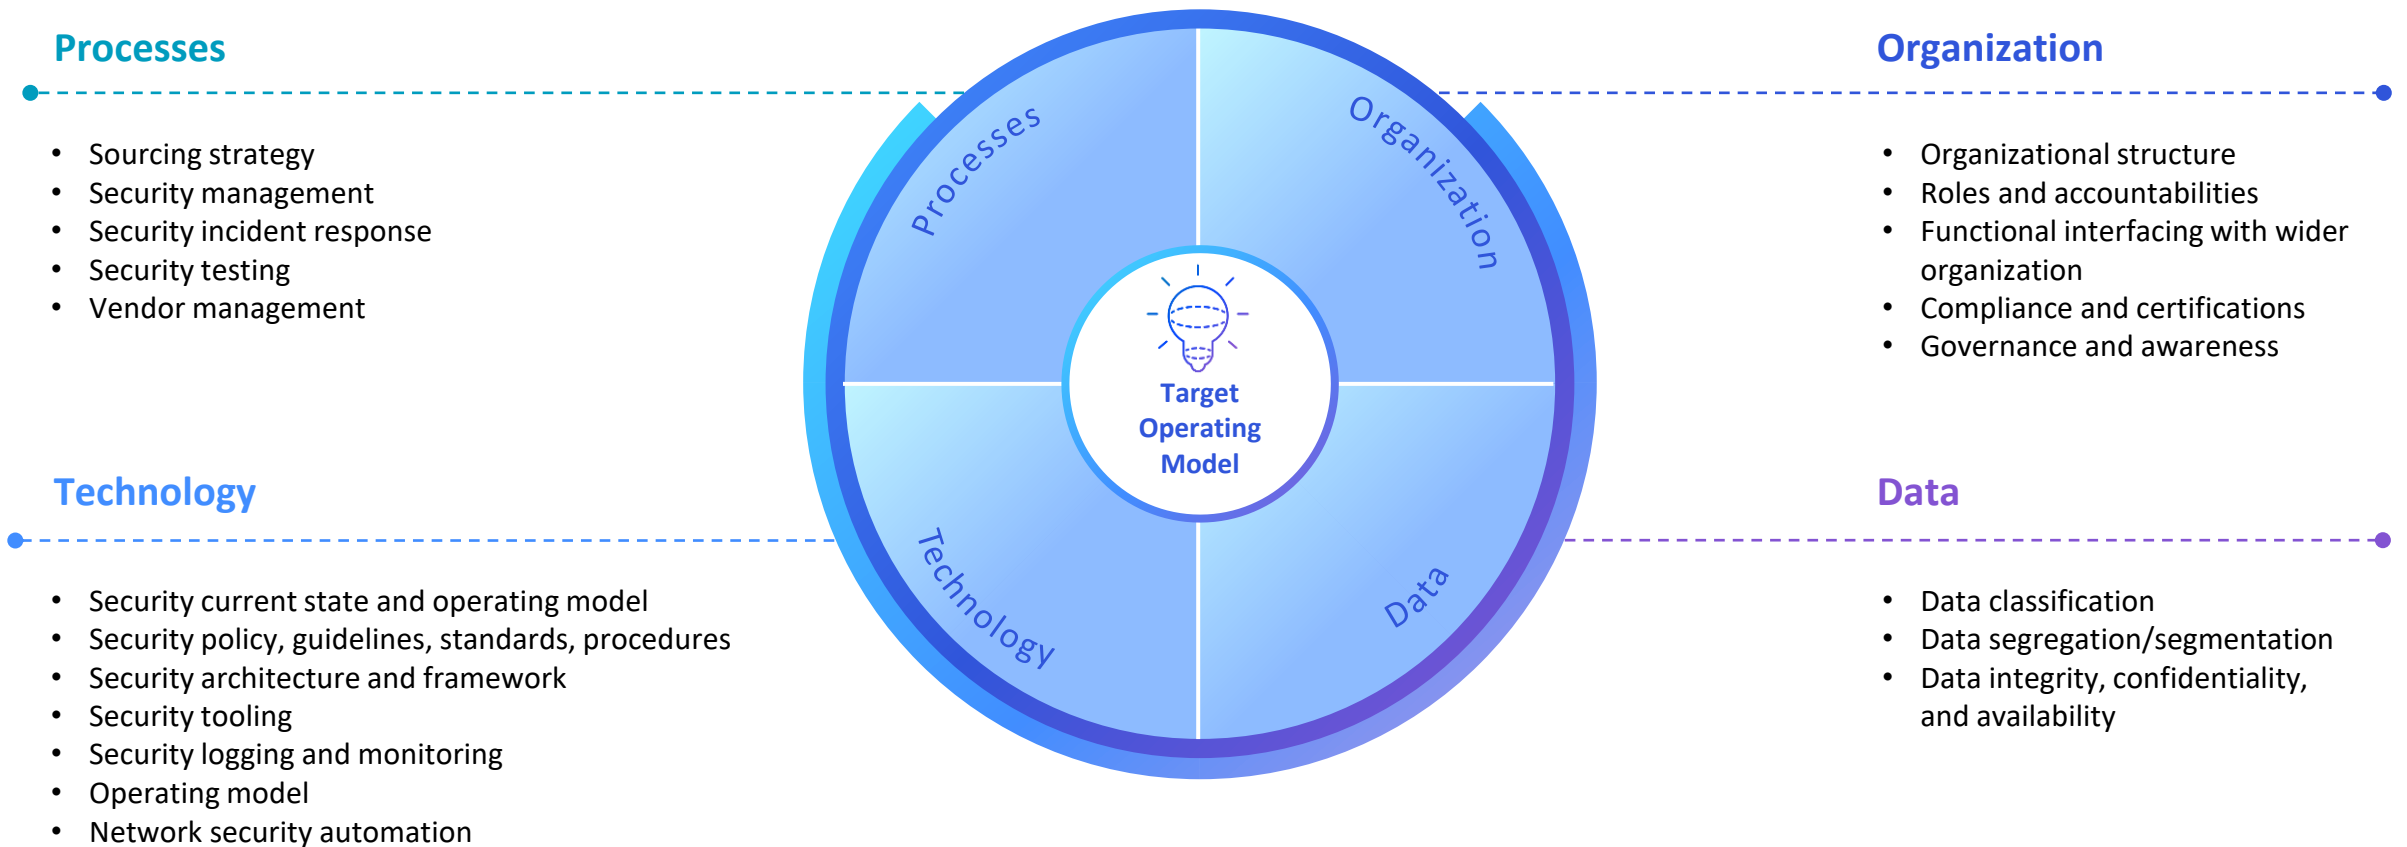 Processes
• Sourcing strategy
• Security management
• Security incident response
• Security testing
• Vendor management
Organization
• Organizational structure
• Roles and accountabilities
• Functional interfacing with wider
organization
• Compliance and certifications
• Governance and awareness
Processes
Organization
Target
Operating
Model
Technology
Data
Technology
• Security current state and operating model
• Security policy, guidelines, standards, procedures
• Security architecture and framework
• Security tooling
• Security logging and monitoring
• Operating model
• Network security automation
Data
• Data classification
• Data segregation/segmentation
• Data integrity, confidentiality,
and availability